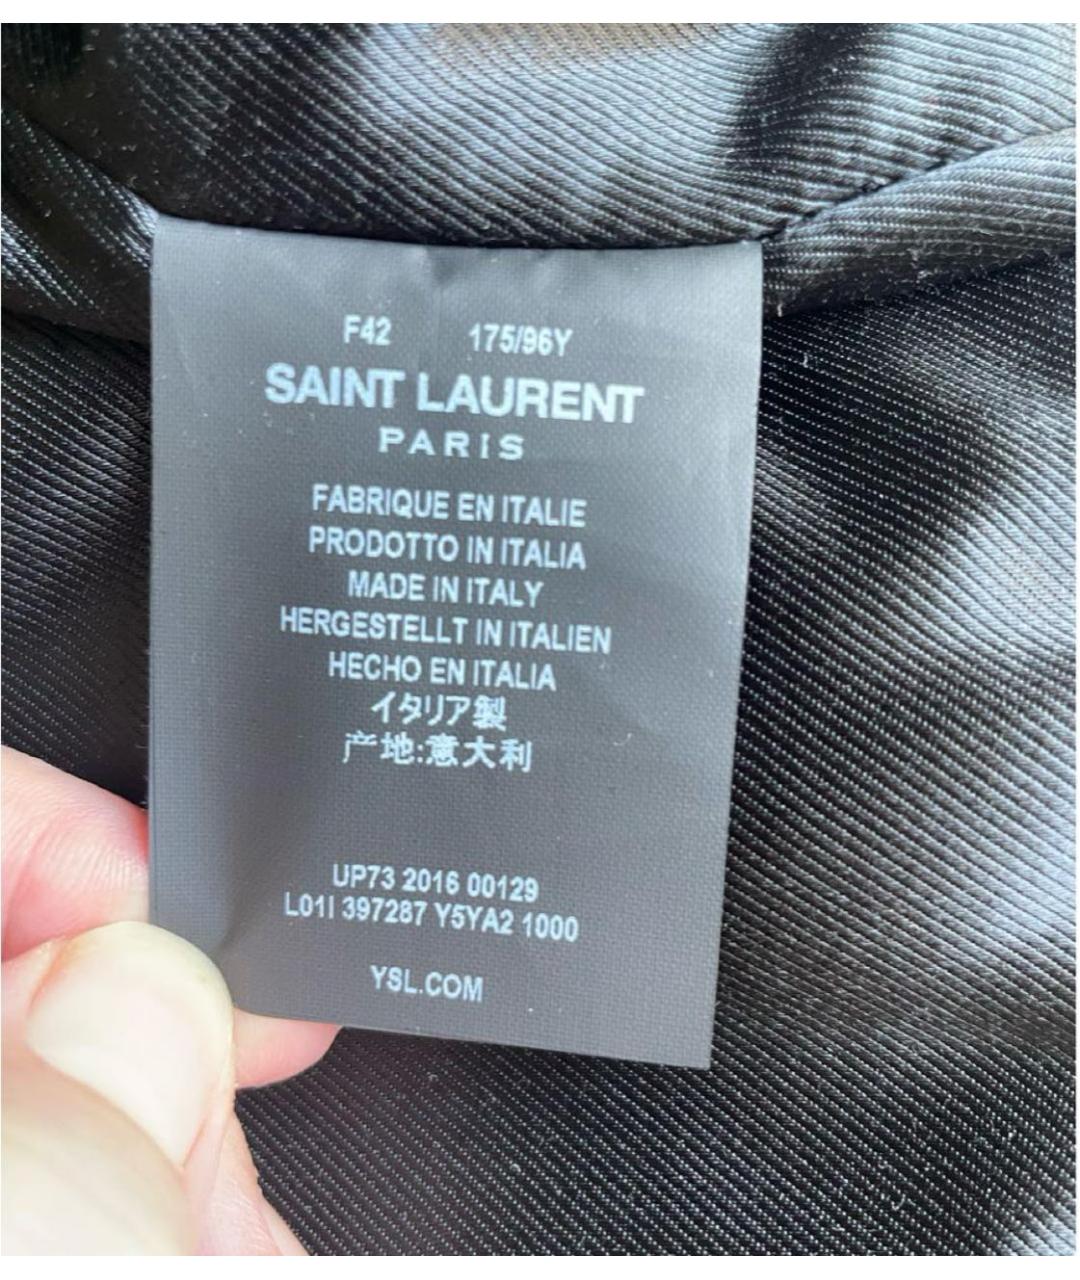 F42 175/96Y
SAINT LAURENT
PARIS
FABRIQUE EN ITALIE
PRODOTTO IN ITALIA
MADE IN ITALY
HERGESTELLT IN ITALIEN
HECHO EN ITALIA
イタリア製
产地:意大利
UP73 2016 00129
L01I 397287 Y5YA2 1000
YSL.COM